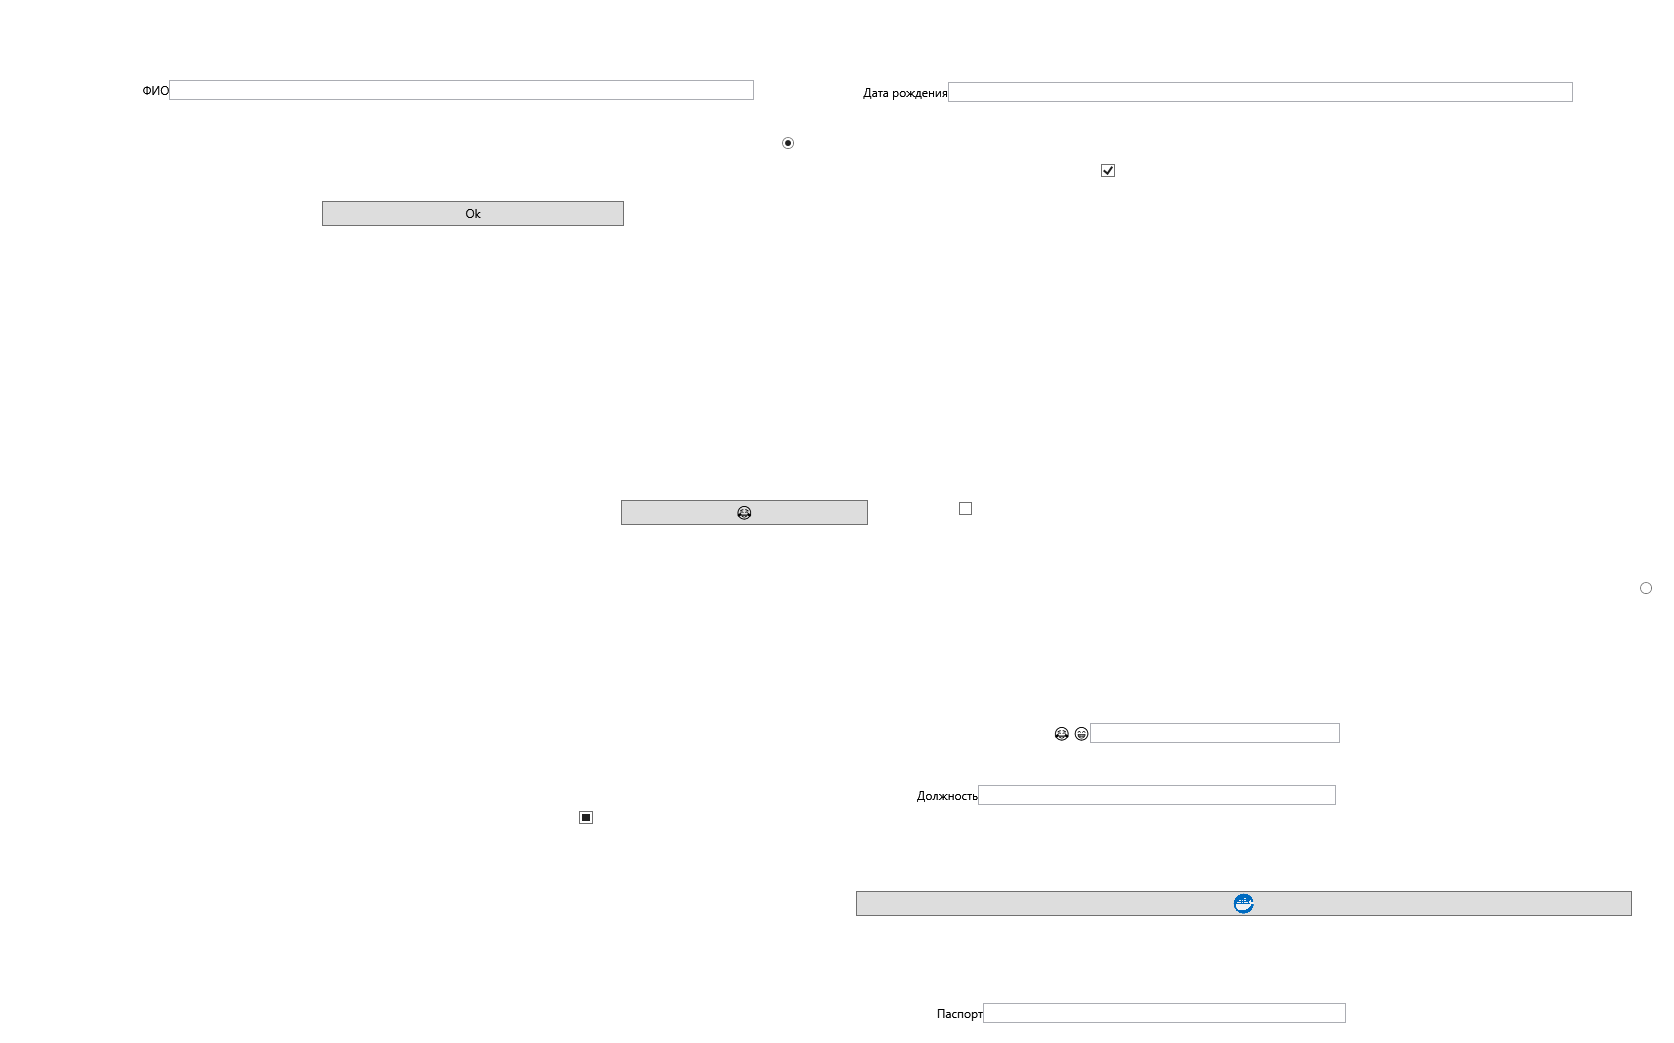 ФИО
Дата рождения
Ok
😂
😂 😁
Должность
Паспорт